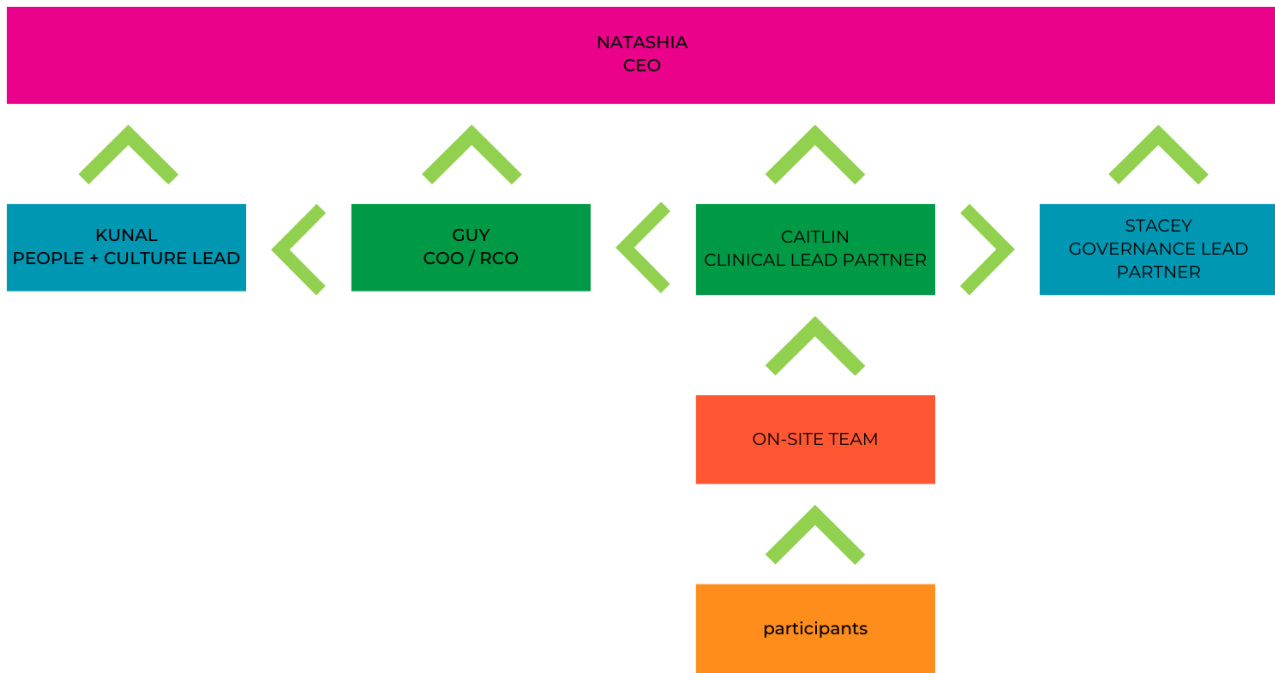 NATASHIA
CEO
KUNAL
PEOPLE + CULTURE LEAD
GUY
COO / RCO
CAITLIN
CLINICAL LEAD PARTNER
STACEY
GOVERNANCE LEAD
PARTNER
ON-SITE TEAM
participants